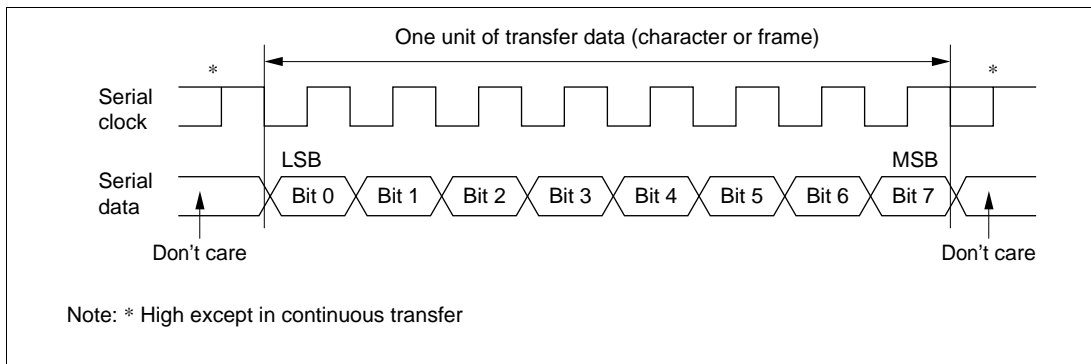 One unit of transfer data (character or frame)
*
*
Serial
clock
LSB
MSB
Serial
data
Bit 0
Bit 1
Bit 2
Bit 3
Bit 4
Bit 5
Bit 6
Bit 7
Don’t care
Don’t care
Note: * High except in continuous transfer